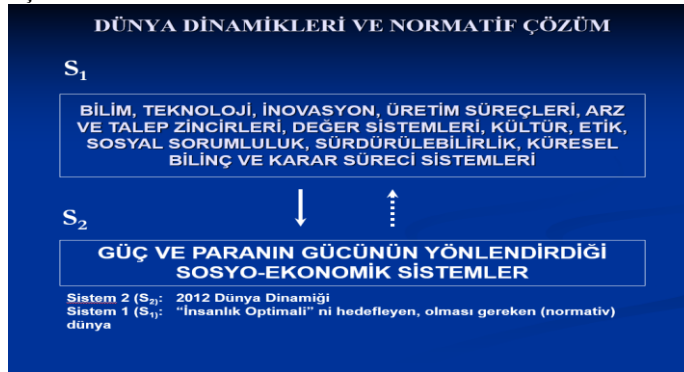 DÜNYA DİNAMİKLERİ VE NORMATİF ÇÖZÜM
S₁
BİLİM, TEKNOLOJİ, İNOVASYON, ÜRETİM SÜREÇLERİ, ARZ
VE TALEP ZİNCİRLERİ, DEĞER SİSTEMLERİ, KÜLTÜR, ETİK,
SOSYAL SORUMLULUK, SÜRDÜRÜLEBİLİRLİK, KÜRESEL
BİLİNÇ VE KARAR SÜRECİ SİSTEMLERİ
S₂
GÜÇ VE PARANIN GÜCÜNÜN YÖNLENDİRDİĞİ
SOSYO-EKONOMİK SİSTEMLER
Sistem 2 (S₂): 2012 Dünya Dinamiği
Sistem 1 (S₁): “İnsanlık Optimali” ni hedefleyen, olması gereken (normativ)
dünya